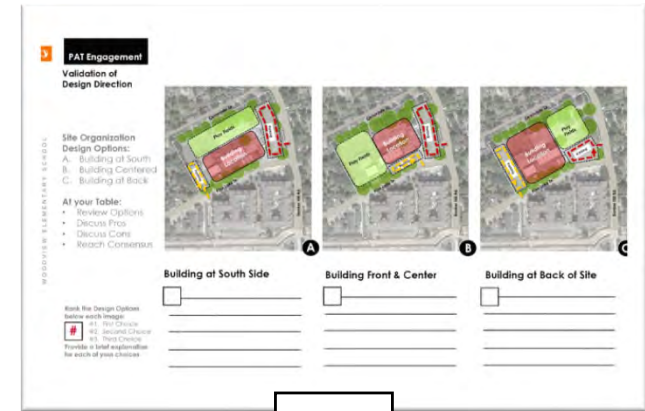 PAT Engagement
Validation of
Design Direction
WOODVIEW ELEMENTARY SCHOOL
Site Organization
Design Options:
A. Building at South
B. Building Centered
C. Building at Back
At your Table:
• Review Options
• Discuss Pros
• Discuss Cons
• Reach Consensus
Play Fields
Building
Location
A
Play Fields
Building
Location
B
Play
Fields
Building
Location
C
Building at South Side
Building Front & Center
Building at Back of Site
Rank the Design Options
below each image:
#
#1. First Choice
#2. Second Choice
#3. Third Choice
Provide a brief explanation
for each of your choices